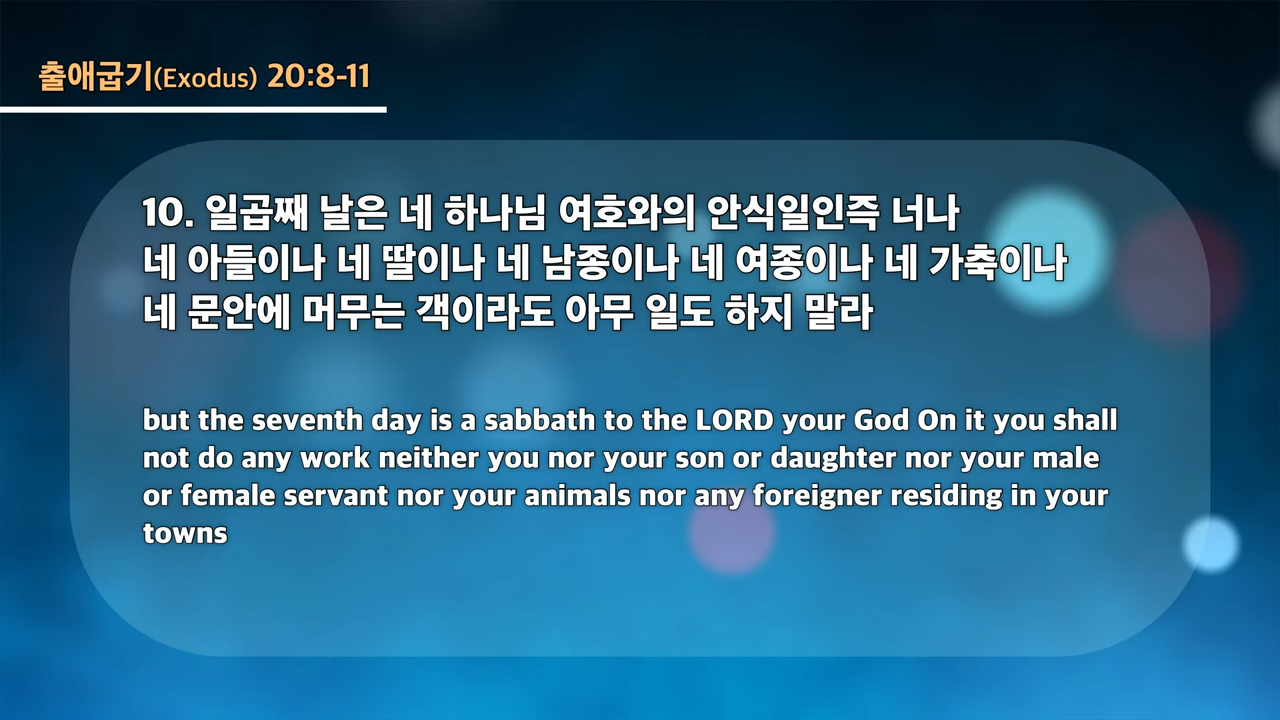 출애굽기(Exodus) 20:8-11
10. 일곱째 날은 네 하나님 여호와의 안식일인즉 너나
네 아들이나 네 딸이나 네 남종이나 네 여종이나 네 가축이나
네 문안에 머무는 객이라도 아무 일도 하지 말라
but the seventh day is a sabbath to the LORD your God On it you shall
not do any work neither you nor your son or daughter nor your male
or female servant nor your animals nor any foreigner residing in your
towns